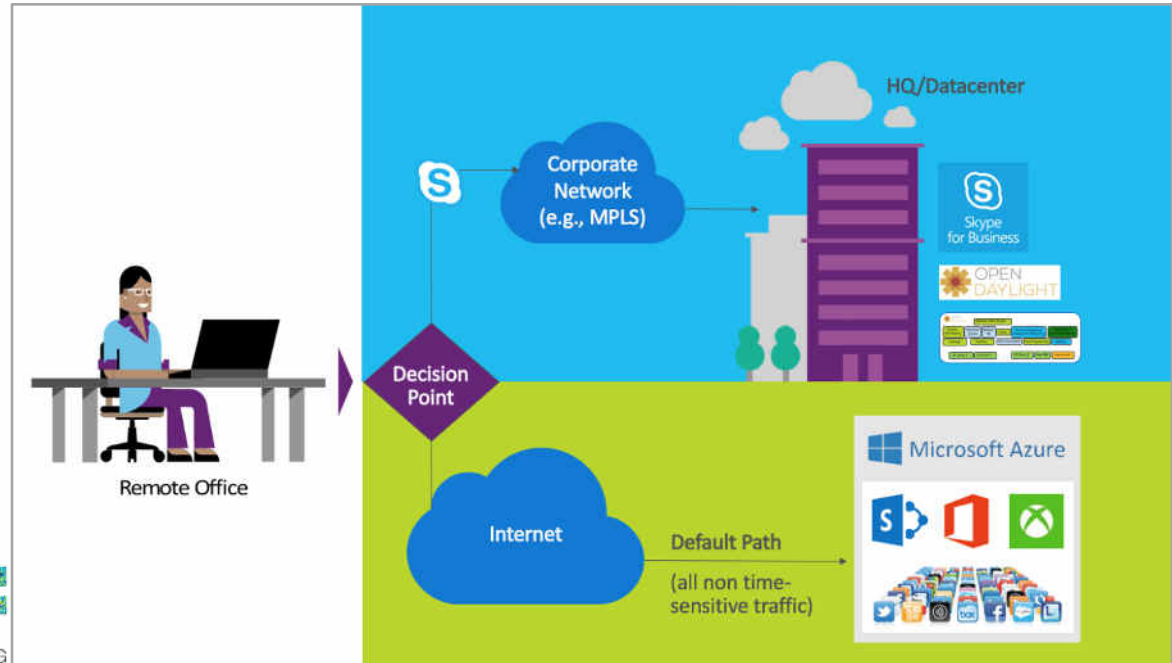 HQ/Datacenter
Corporate
Network
(e.g., MPLS)
S
S
Skype
for Business
OPEN
DAYLIGHT
Decision
Point
Remote Office
Microsoft Azure
Internet
Default Path
(all non time-
sensitive traffic)
S
box
f
G